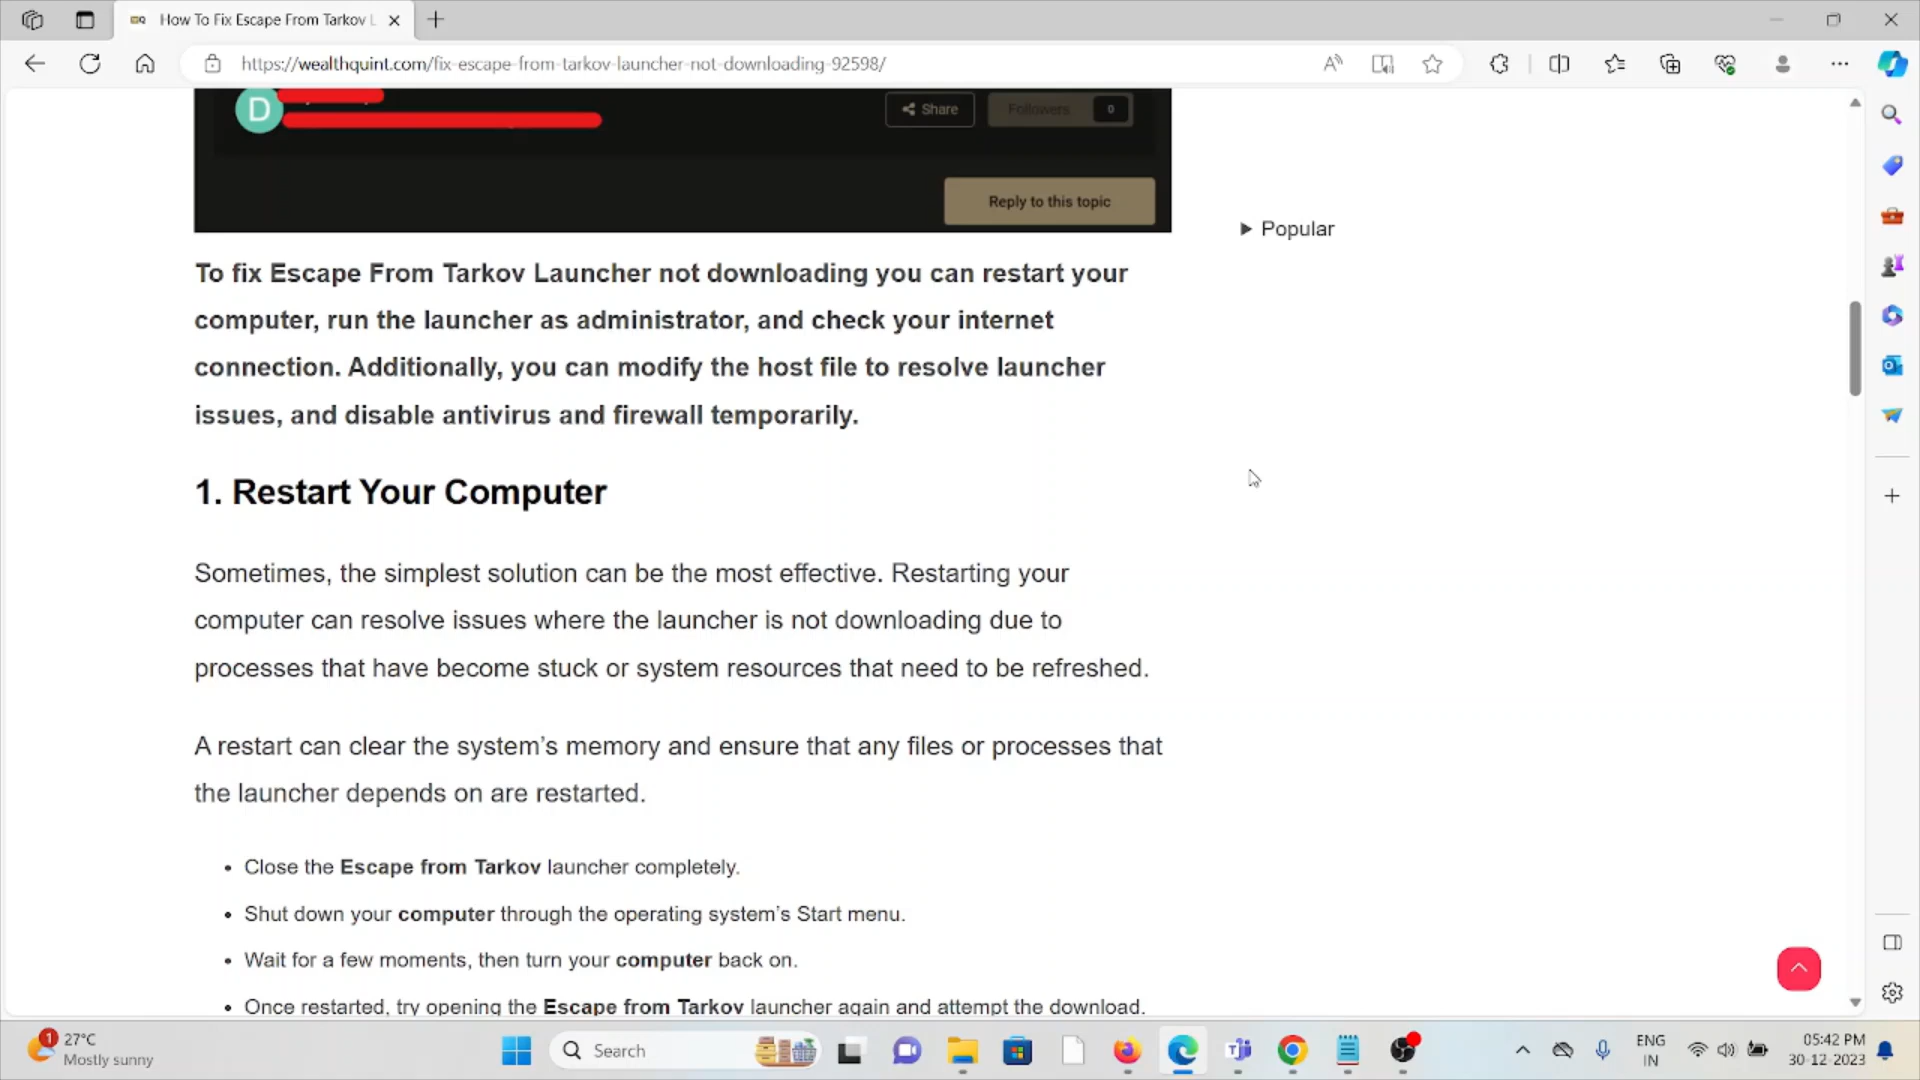 How To Fix Escape From Tarkov L
https://wealthquint.com/fix-escape-from-tarkov-launcher-not-downloading-92598/
D
Share
Followers 0
Reply to this topic
Popular
To fix Escape From Tarkov Launcher not downloading you can restart your
computer, run the launcher as administrator, and check your internet
connection. Additionally, you can modify the host file to resolve launcher
issues, and disable antivirus and firewall temporarily.
1. Restart Your Computer
Sometimes, the simplest solution can be the most effective. Restarting your
computer can resolve issues where the launcher is not downloading due to
processes that have become stuck or system resources that need to be refreshed.
A restart can clear the system’s memory and ensure that any files or processes that
the launcher depends on are restarted.
• Close the Escape from Tarkov launcher completely.
• Shut down your computer through the operating system’s Start menu.
• Wait for a few moments, then turn your computer back on.
• Once restarted, try opening the Escape from Tarkov launcher again and attempt the download.
1
27°C
Mostly sunny
Search
ENG
IN
05:42 PM
30-12-2023